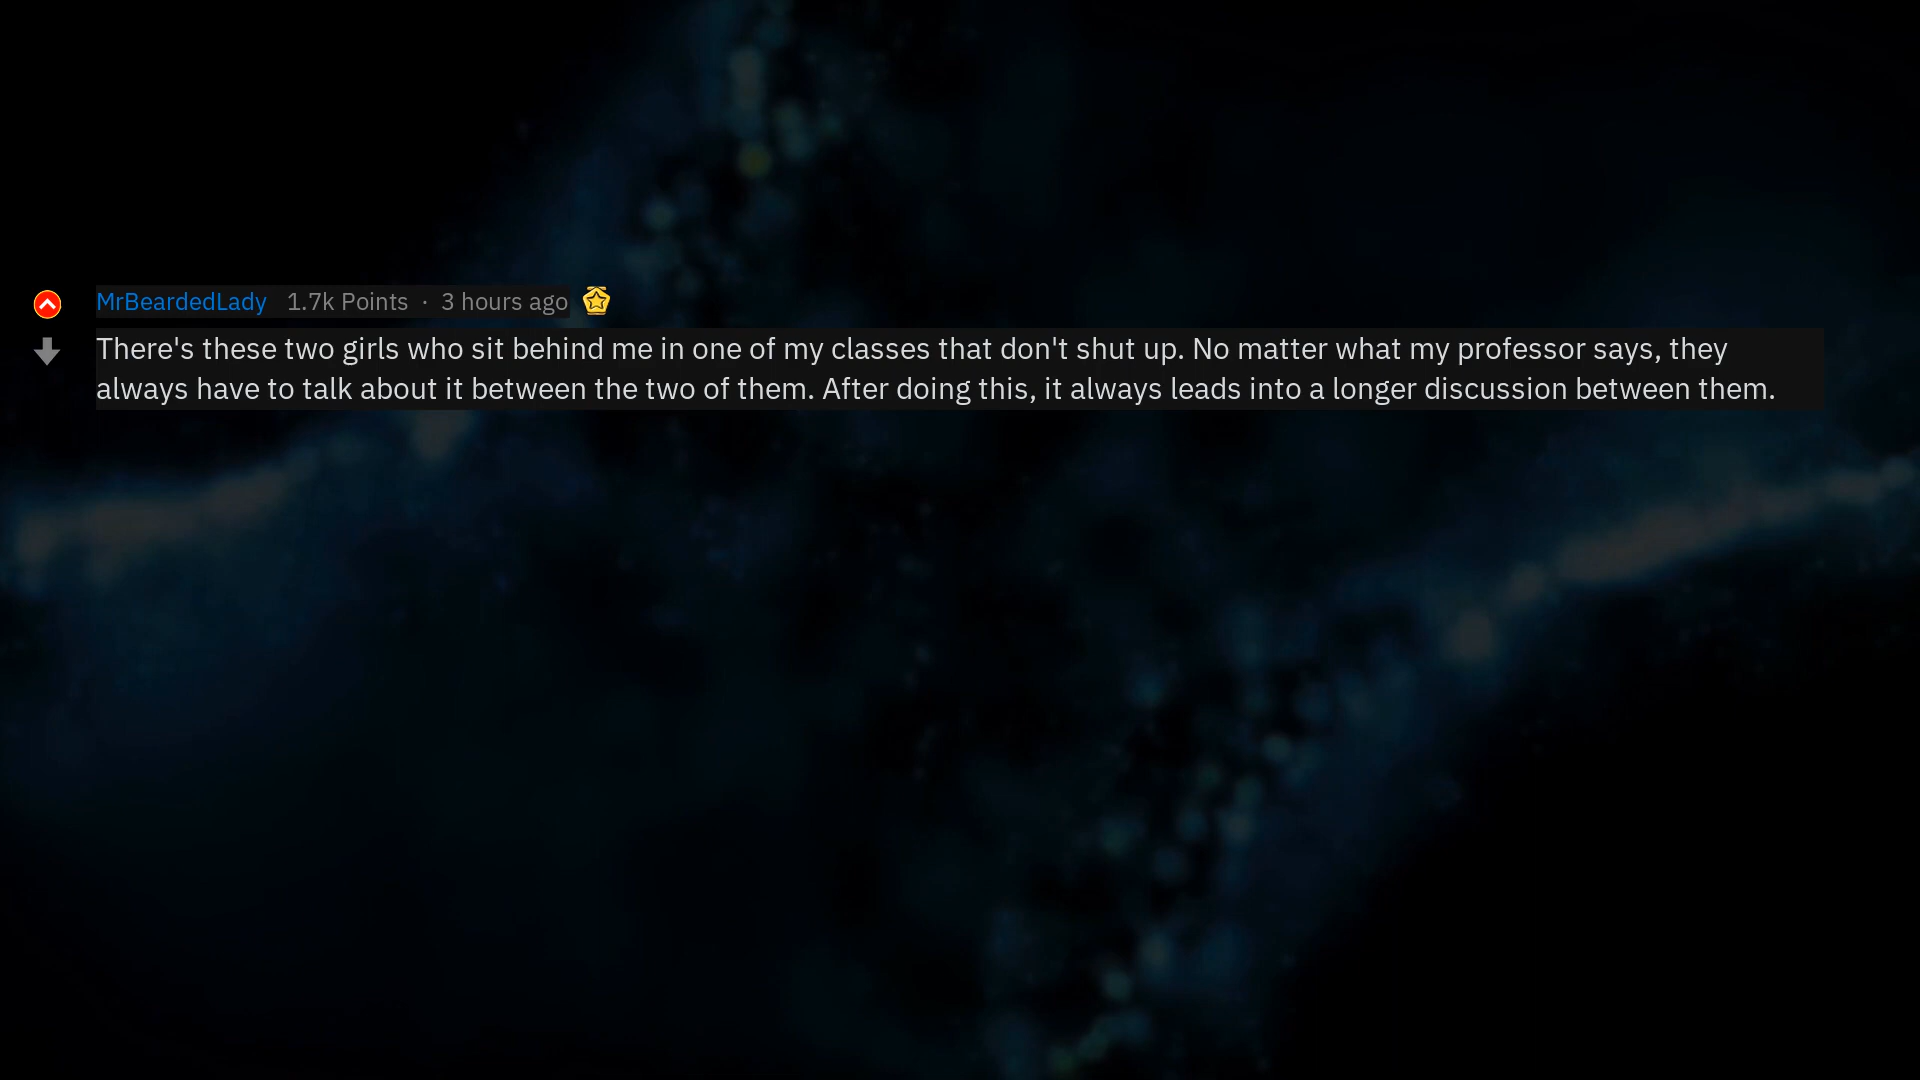 MrBeardedLady 1.7k Points · 3 hours ago
There's these two girls who sit behind me in one of my classes that don't shut up. No matter what my professor says, they
always have to talk about it between the two of them. After doing this, it always leads into a longer discussion between them.